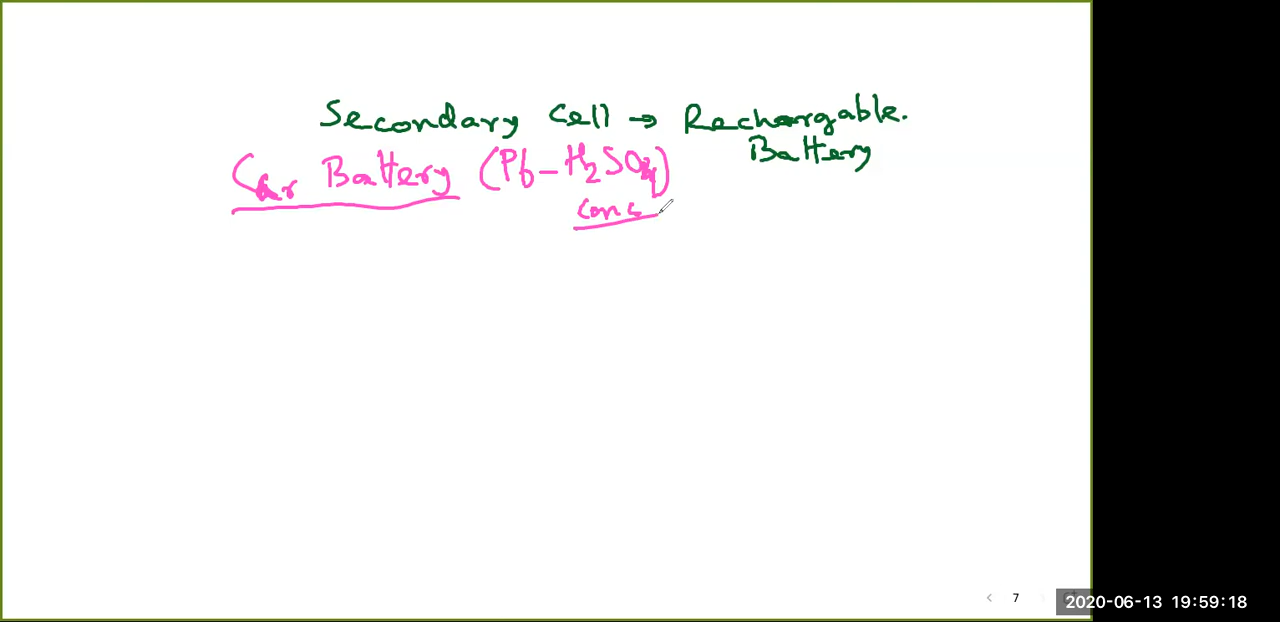 Secondary Cell → Rechargable.
Battery
Car Battery (Pb-H2SO4)
conc
7
2020-06-13 19:59:18